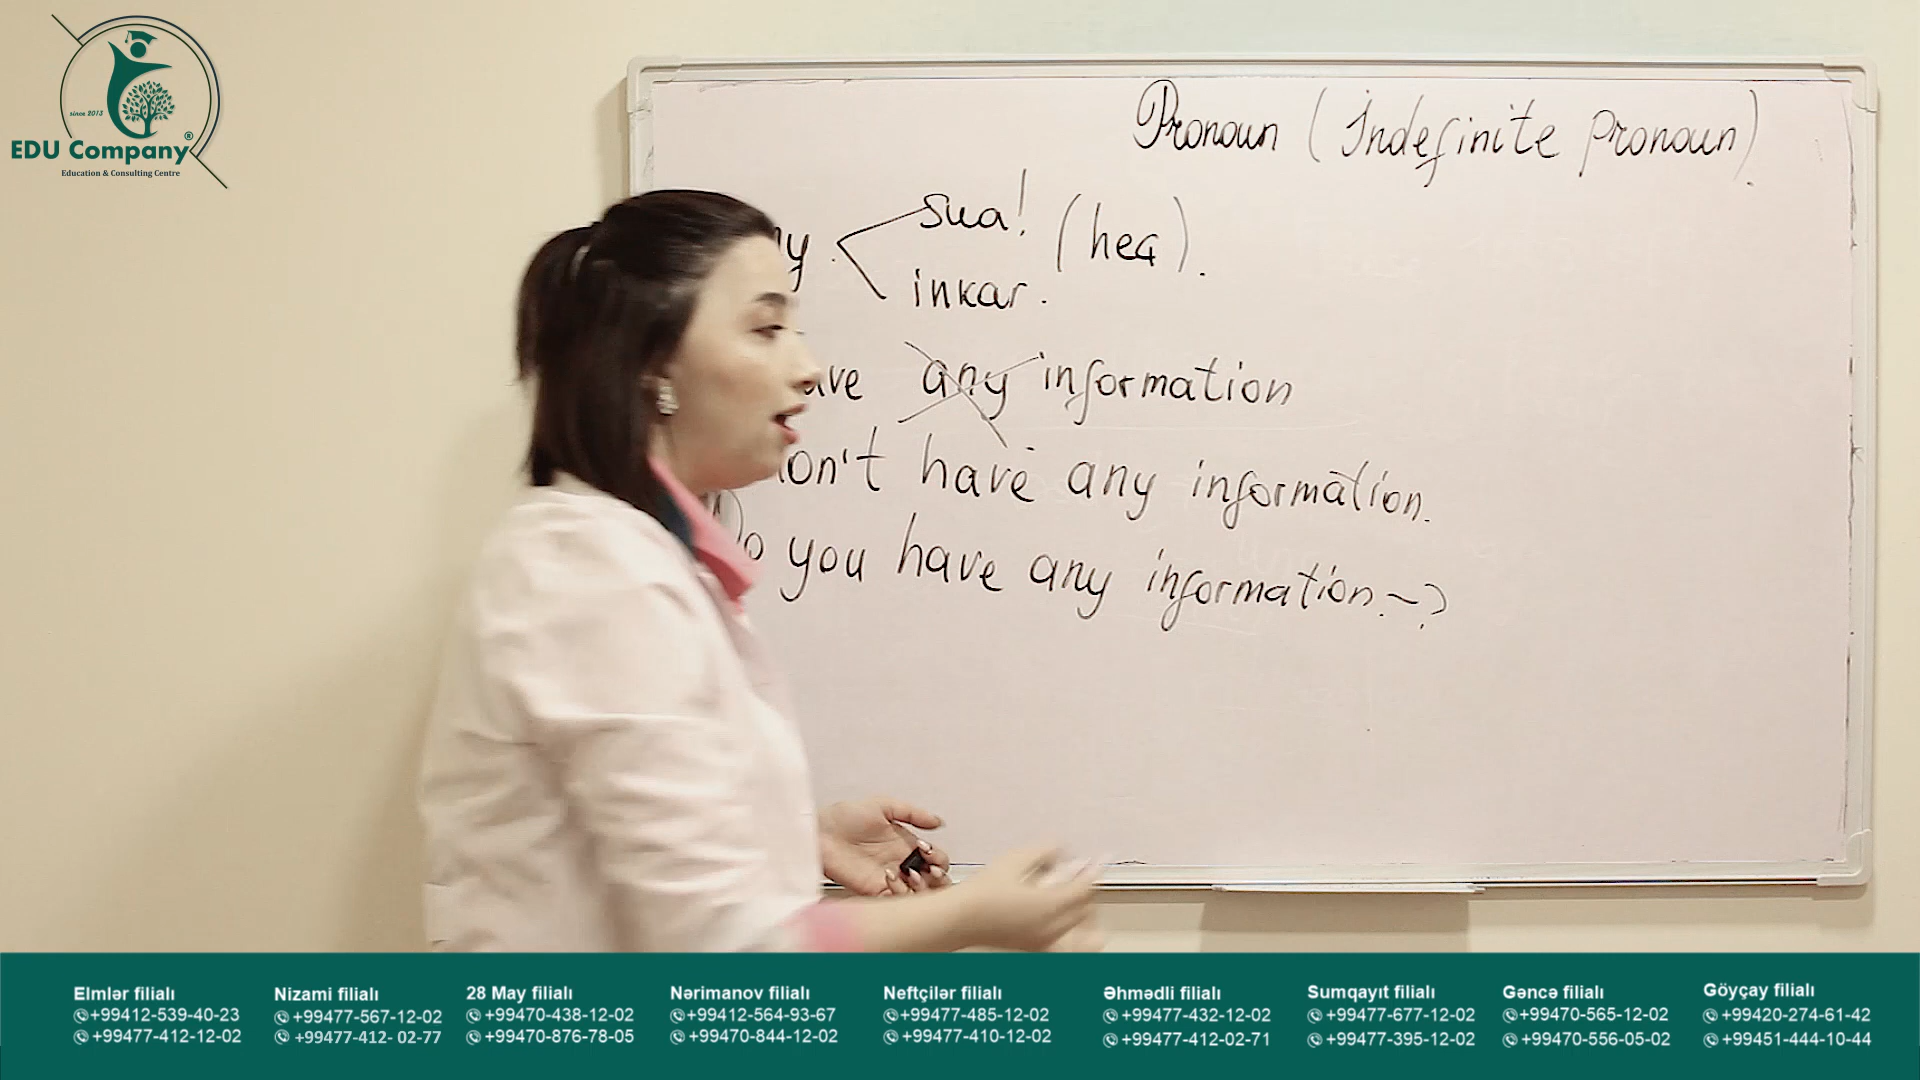 since 2013
EDU Company®
Education & Consulting Centre
Pronoun (Indefinite pronoun).
sua! (heç).
inkar.
any information
have any information.
you have any information.~?
Elmlər filialı
+99412-539-40-23
+99477-412-12-02
Nizami filialı
+99477-567-12-02
+99477-412- 02-77
28 May filialı
+99470-438-12-02
+99470-876-78-05
Nərimanov filialı
+99412-564-93-67
+99470-844-12-02
Neftçilər filialı
+99477-485-12-02
+99477-410-12-02
Əhmədli filialı
+99477-432-12-02
+99477-412-02-71
Sumqayıt filialı
+99477-677-12-02
+99477-395-12-02
Gəncə filialı
+99470-565-12-02
+99470-556-05-02
Göyçay filialı
+99420-274-61-42
+99451-444-10-44